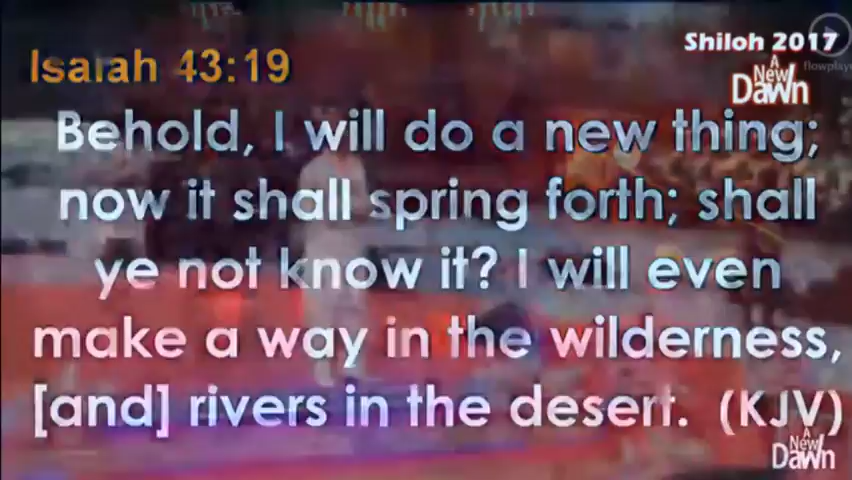 Shiloh 2017
Isaiah 43:19
flowplaye
A
New
Dawn
Behold, I will do a new thing;
now it shall spring forth; shall
ye not know it? I will even
make a way in the wilderness,
[and] rivers in the desert. (KJV)
A
New
Dawn